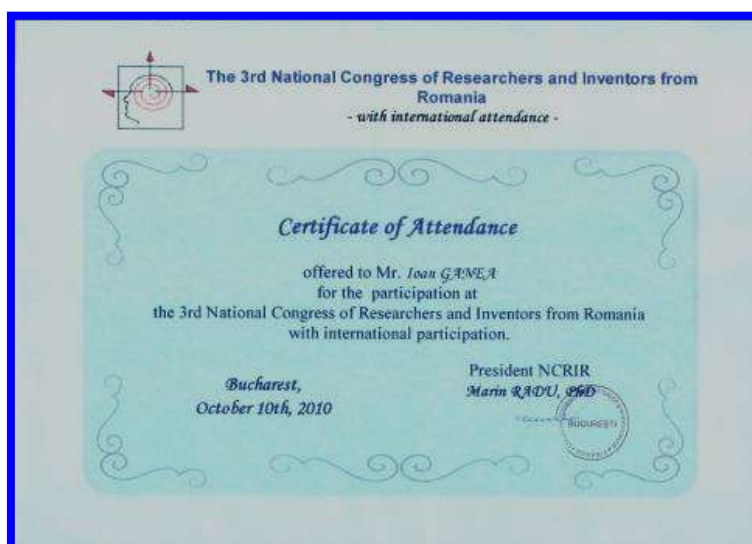 The 3rd National Congress of Researchers and Inventors from
Romania
- with international attendance -
Certificate of Attendance
offered to Mr. Ioan GANEA
for the participation at
the 3rd National Congress of Researchers and Inventors from Romania
with international participation.
President NCRIR
Marin RADU, PhD
Bucharest,
October 10th, 2010
BUCUREȘTI